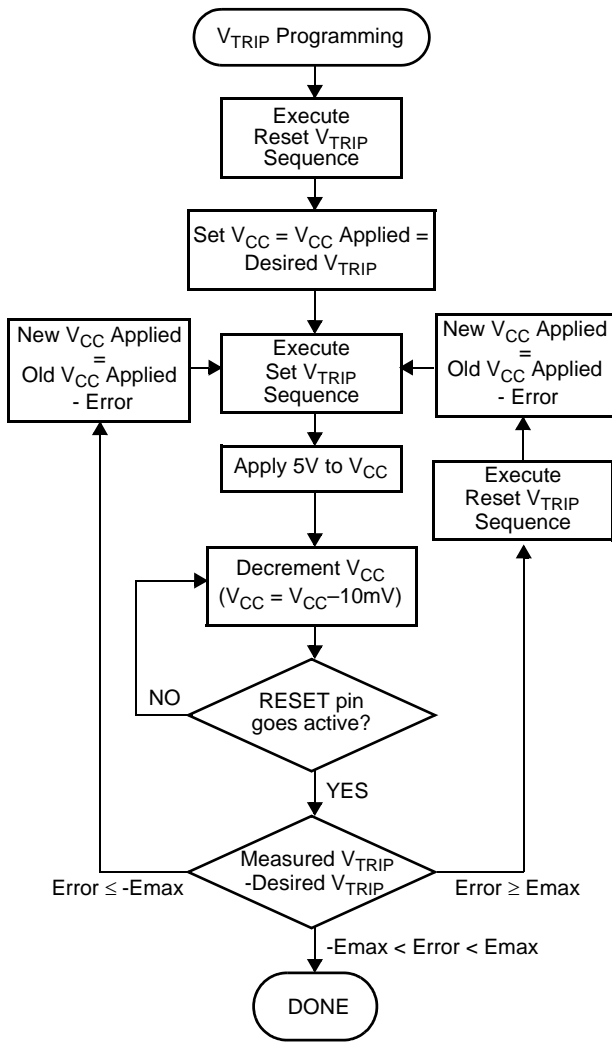 V_TRIP Programming
Execute
Reset V_TRIP
Sequence
Set V_CC = V_CC Applied =
Desired V_TRIP
New V_CC Applied
=
Old V_CC Applied
- Error
Execute
Set V_TRIP
Sequence
New V_CC Applied
=
Old V_CC Applied
- Error
Apply 5V to V_CC
Execute
Reset V_TRIP
Sequence
Decrement V_CC
(V_CC = V_CC–10mV)
NO
RESET pin
goes active?
YES
Measured V_TRIP
-Desired V_TRIP
Error ≤ -Emax
Error ≥ Emax
-Emax < Error < Emax
DONE